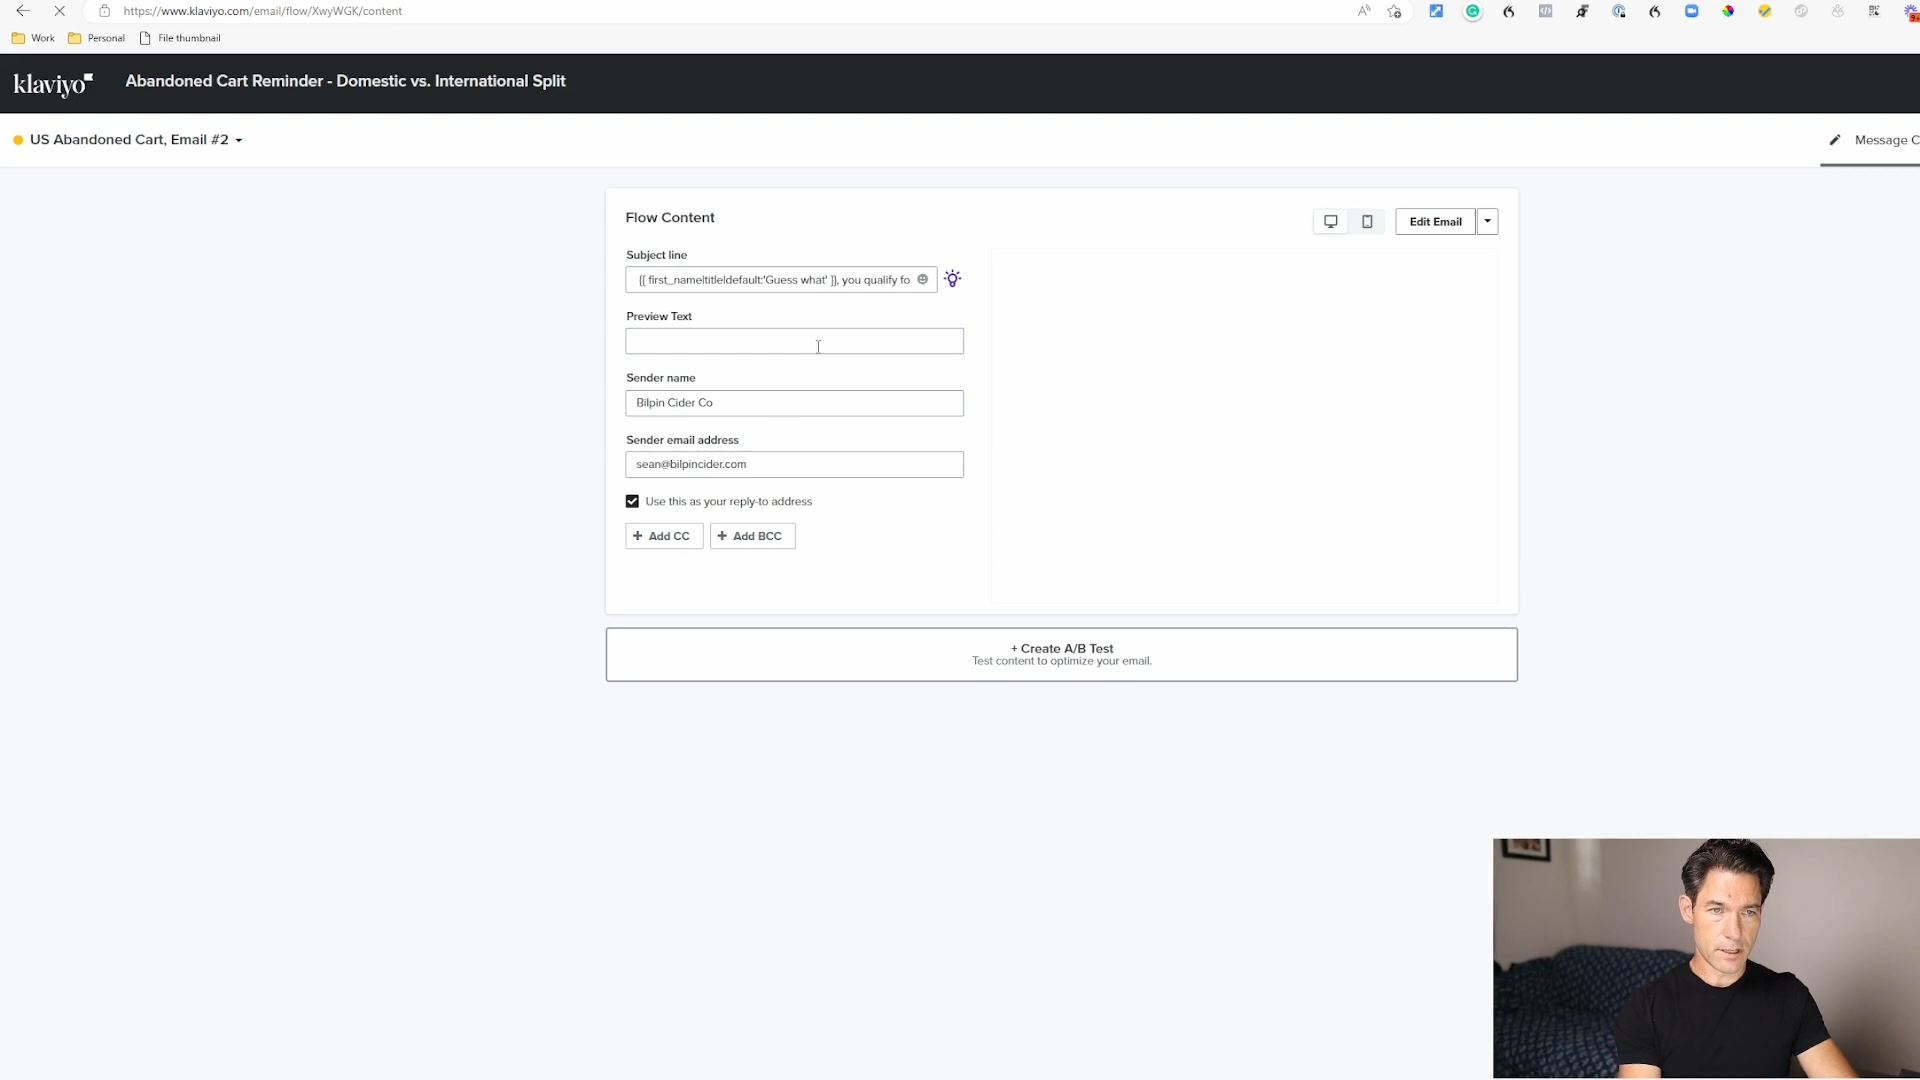 https://www.klaviyo.com/email/flow/XwyWGK/content
Work
Personal
File thumbnail
klaviyo
Abandoned Cart Reminder - Domestic vs. International Split
US Abandoned Cart, Email #2
Message C
Flow Content
Edit Email
Subject line
{{ first_name|title|default:'Guess what' }}, you qualify fo
Preview Text
Sender name
Bilpin Cider Co
Sender email address
sean@bilpincider.com
Use this as your reply-to address
+ Add CC
+ Add BCC
+ Create A/B Test
Test content to optimize your email.